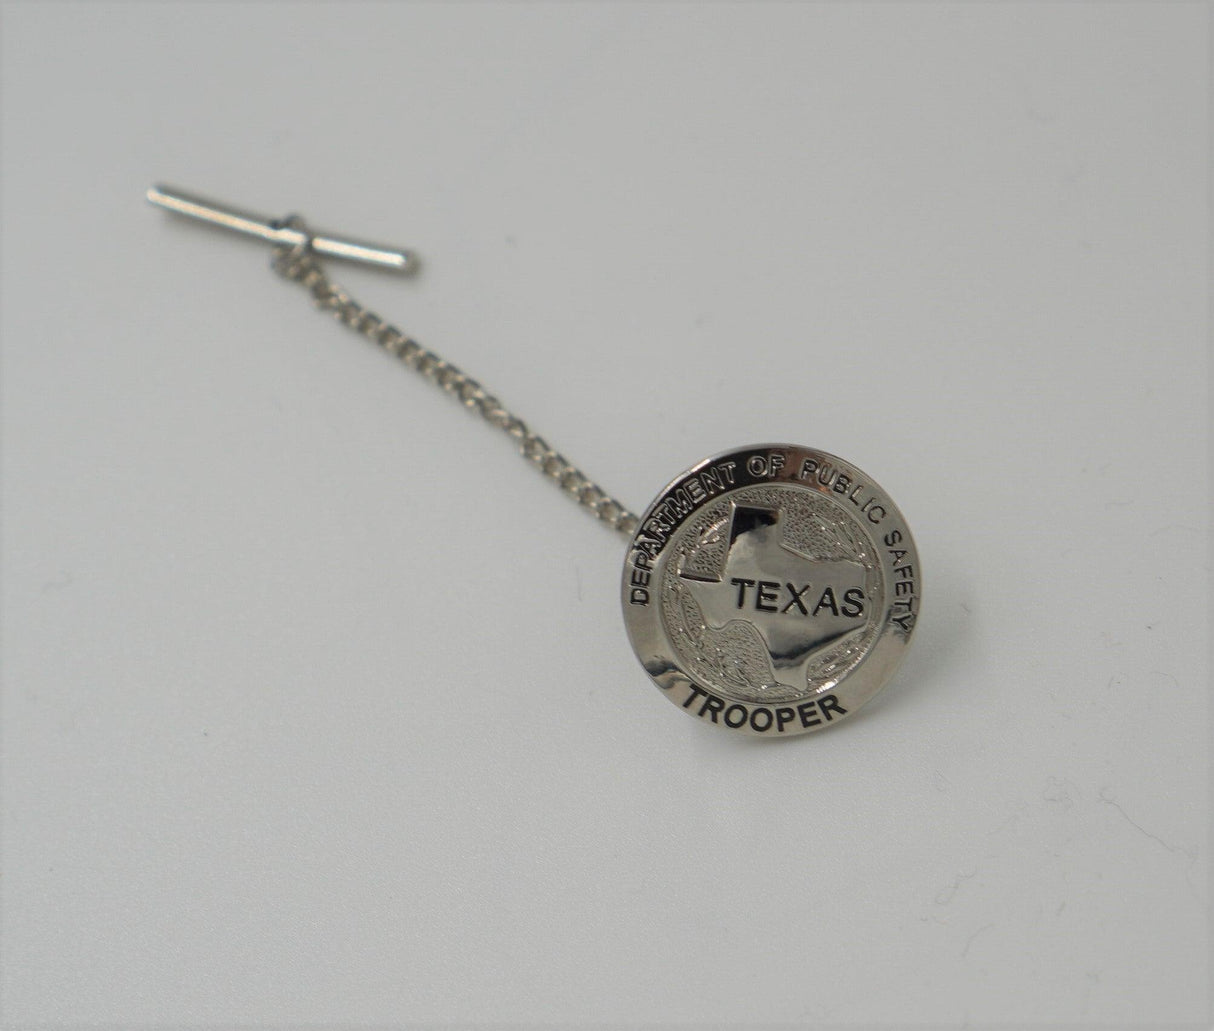 DEPARTMENT OF PUBLIC SAFETY
TEXAS
TROOPER